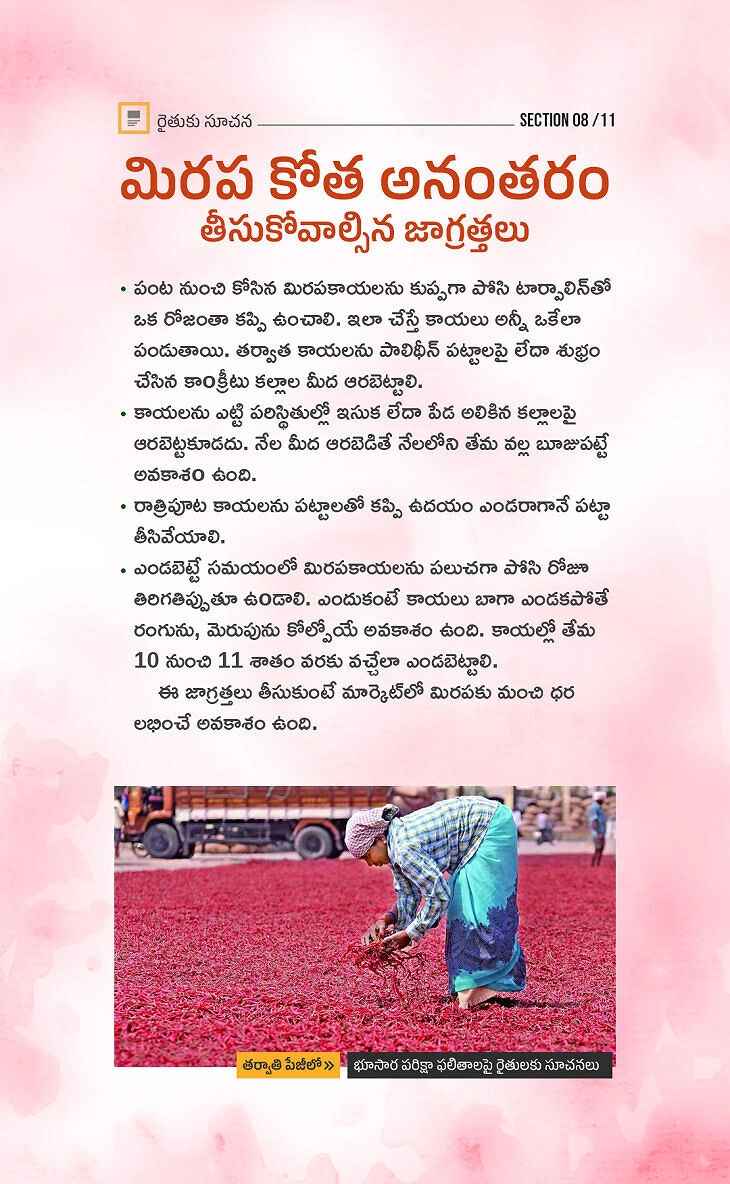 రైతుకు సూచన
SECTION 08 / 11
మిరప కోత అనంతరం
తీసుకోవాల్సిన జాగ్రత్తలు
• పంట నుంచి కోసిన మిరపకాయలను కుప్పగా పోసి టార్పాలిన్‌తో
ఒక రోజంతా కప్పి ఉంచాలి. ఇలా చేస్తే కాయలు అన్నీ ఒకేలా
పండుతాయి. తర్వాత కాయలను పాలిథీన్ పట్టాలపై లేదా శుభ్రం
చేసిన కాంక్రీటు కల్లాల మీద ఆరబెట్టాలి.
• కాయలను ఎట్టి పరిస్థితుల్లో ఇసుక లేదా పేడ అలికిన కల్లాలపై
ఆరబెట్టకూడదు. నేల మీద ఆరబెడితే నేలలోని తేమ వల్ల బూజుపట్టే
అవకాశం ఉంది.
• రాత్రిపూట కాయలను పట్టాలతో కప్పి ఉదయం ఎండరాగానే పట్టా
తీసివేయాలి.
• ఎండబెట్టే సమయంలో మిరపకాయలను పలుచగా పోసి రోజూ
తిరగతిప్పుతూ ఉండాలి. ఎందుకంటే కాయలు బాగా ఎండకపోతే
రంగును, మెరుపును కోల్పోయే అవకాశం ఉంది. కాయల్లో తేమ
10 నుంచి 11 శాతం వరకు వచ్చేలా ఎండబెట్టాలి.
ఈ జాగ్రత్తలు తీసుకుంటే మార్కెట్‌లో మిరపకు మంచి ధర
లభించే అవకాశం ఉంది.
తర్వాతి పేజీలో »
భూసార పరిక్షా ఫలితాలపై రైతులకు సూచనలు